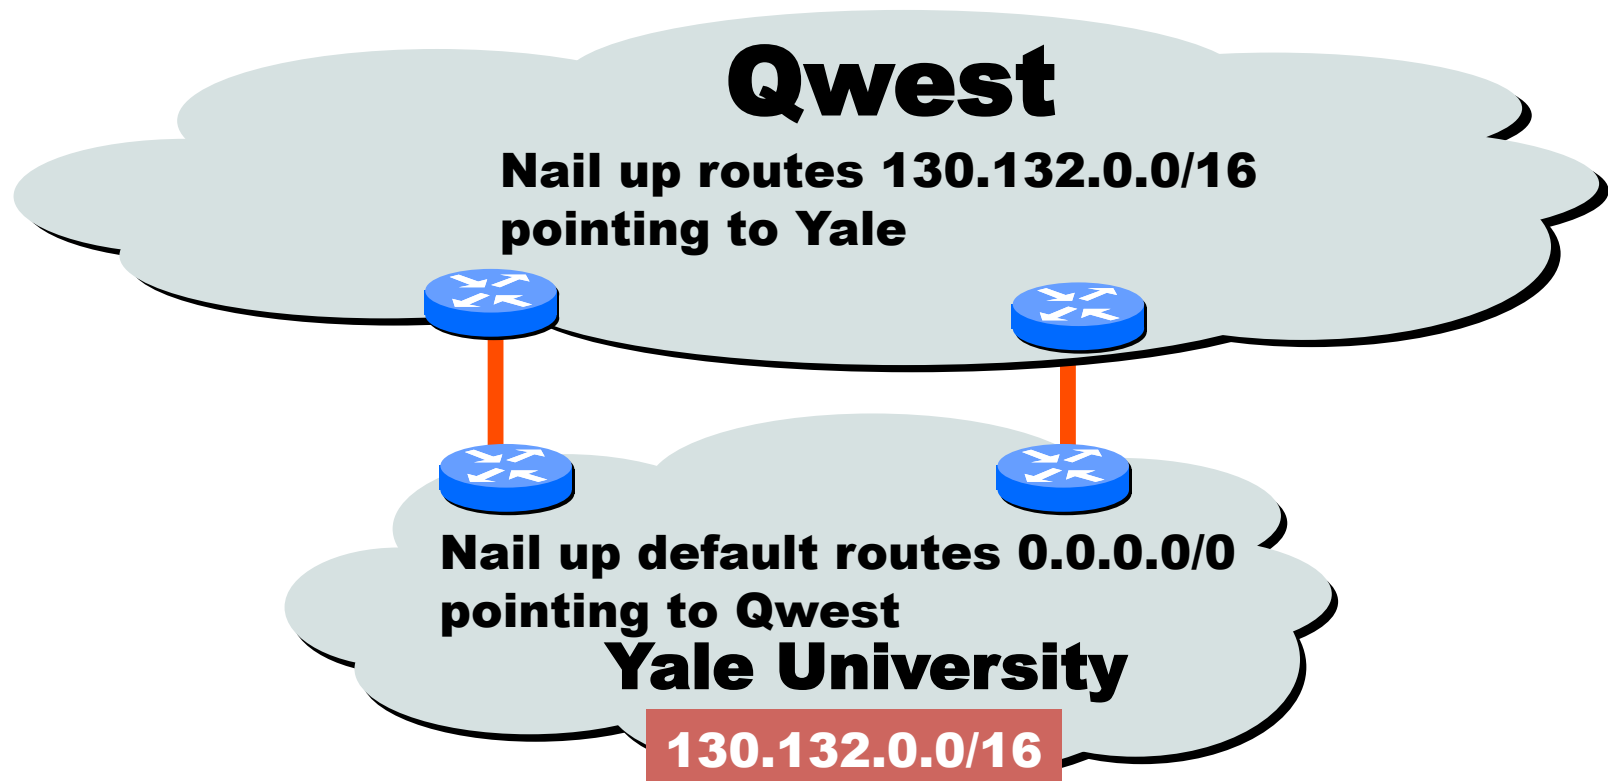 Qwest
Nail up routes 130.132.0.0/16
pointing to Yale
Nail up default routes 0.0.0.0/0
pointing to Qwest
Yale University
130.132.0.0/16